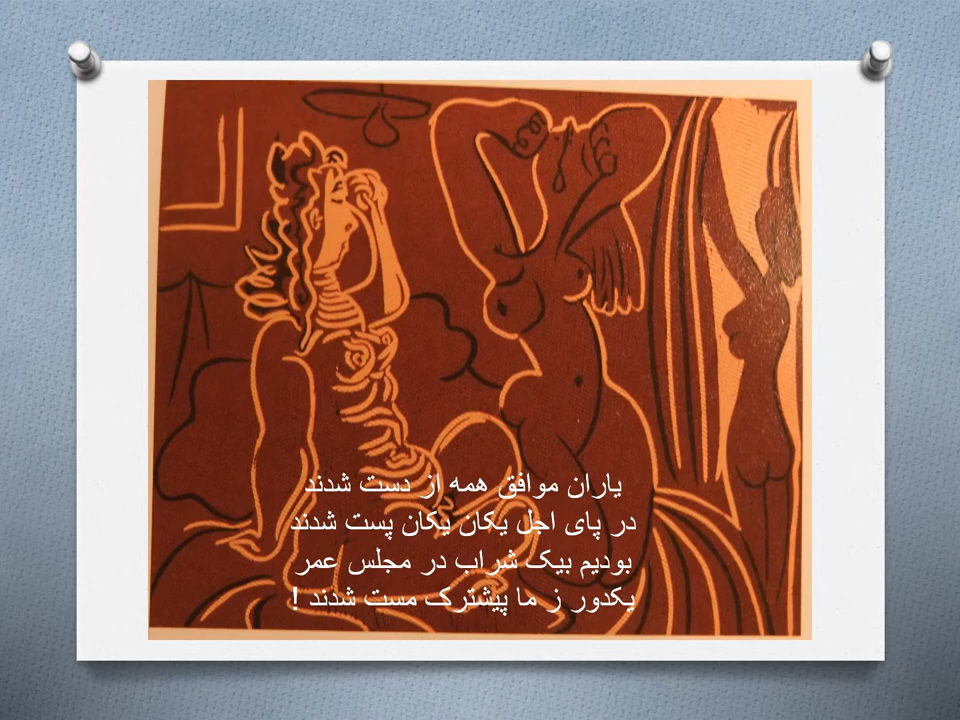 یاران موافق همه از دست شدند
در پای اجل یکان یکان پست شدند
بودیم بیک شراب در مجلس عمر
یکدور ز ما پیشترک مست شدند !